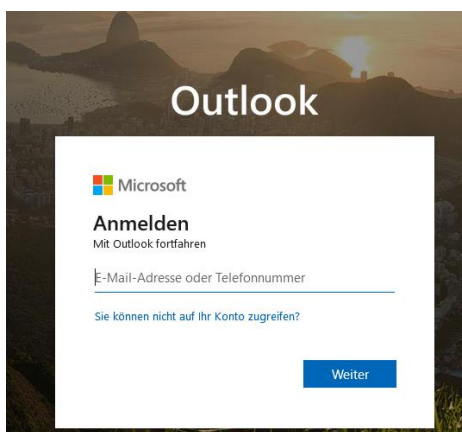 Outlook
Microsoft
Anmelden
Mit Outlook fortfahren
E-Mail-Adresse oder Telefonnummer
Sie können nicht auf Ihr Konto zugreifen?
Weiter